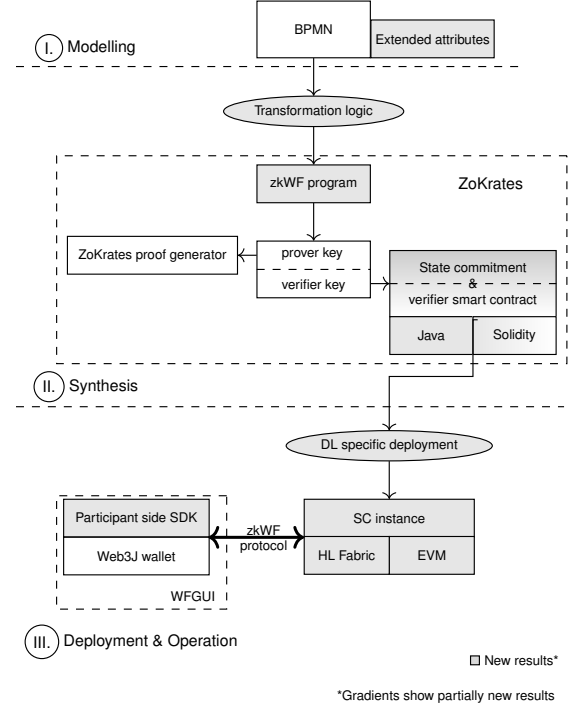 BPMN
Extended attributes
I. Modelling
Transformation logic
zkWF program
ZoKrates
ZoKrates proof generator
prover key
verifier key
State commitment
&
verifier smart contract
Java
Solidity
II. Synthesis
DL specific deployment
Participant side SDK
Web3J wallet
WFGUI
zkWF
protocol
SC instance
HL Fabric
EVM
III. Deployment & Operation
New results*
*Gradients show partially new results